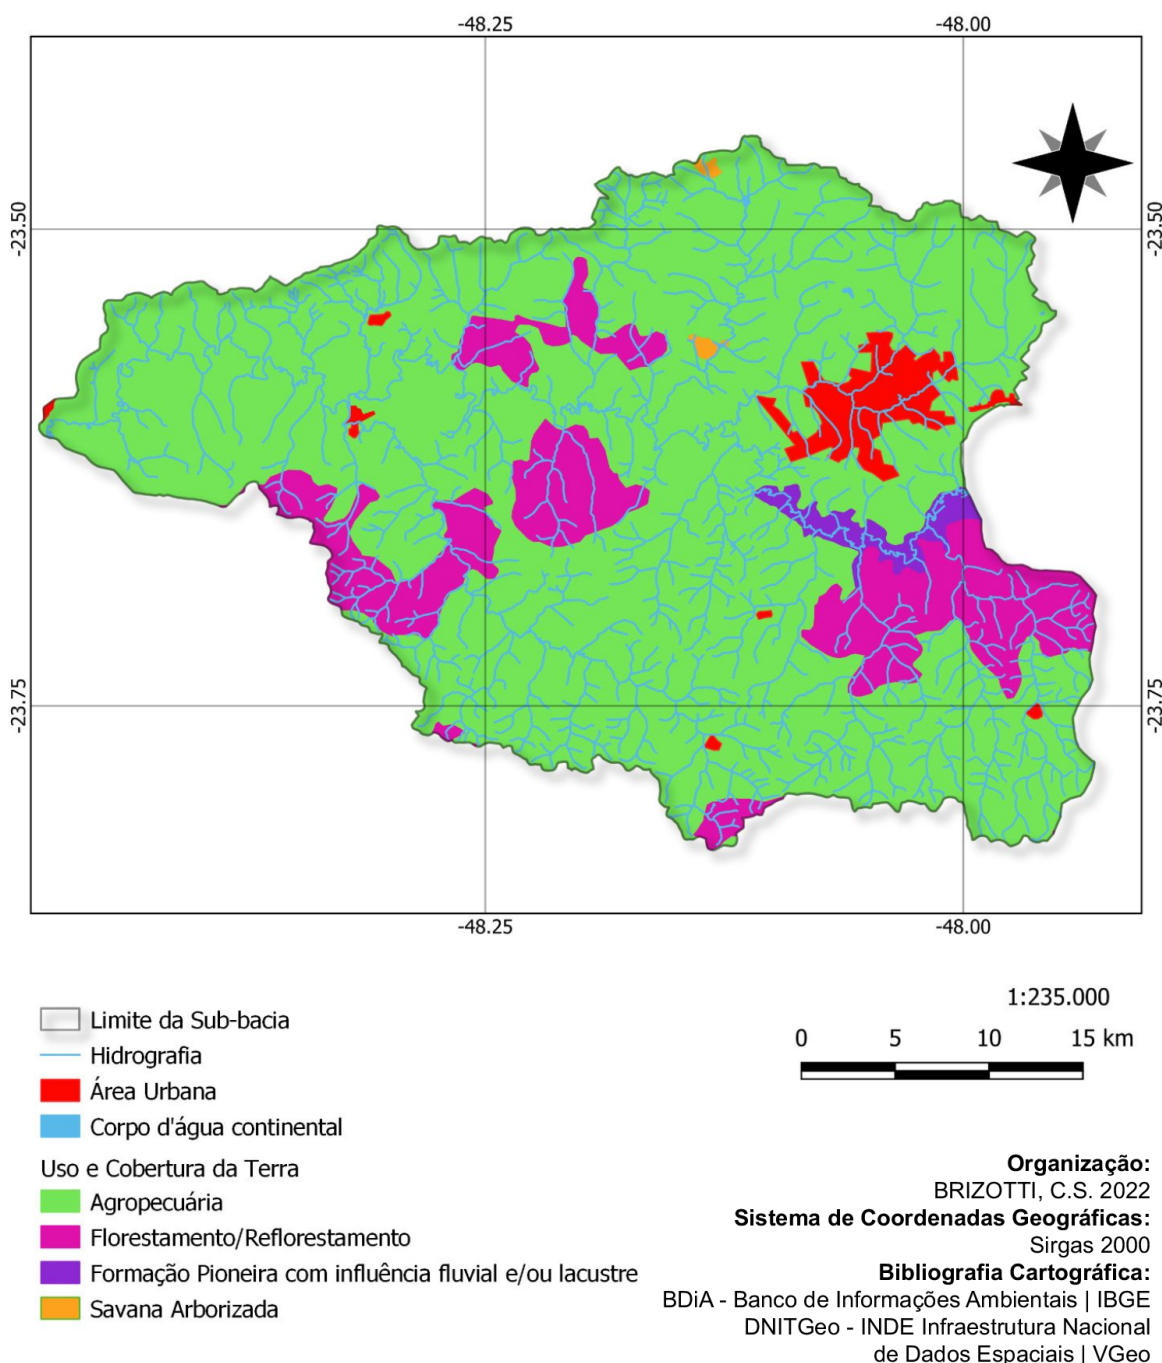 -48.25 -48.00
-23.50 -23.50
-23.75 -23.75
-48.25 -48.00
1:235.000
0 5 10 15 km
Limite da Sub-bacia
Hidrografia
Área Urbana
Corpo d'água continental
Uso e Cobertura da Terra
Agropecuária
Florestamento/Reflorestamento
Formação Pioneira com influência fluvial e/ou lacustre
Savana Arborizada
Organização:
BRIZOTTI, C.S. 2022
Sistema de Coordenadas Geográficas:
Sirgas 2000
Bibliografia Cartográfica:
BDiA - Banco de Informações Ambientais | IBGE
DNITGeo - INDE Infraestrutura Nacional
de Dados Espaciais | VGeo